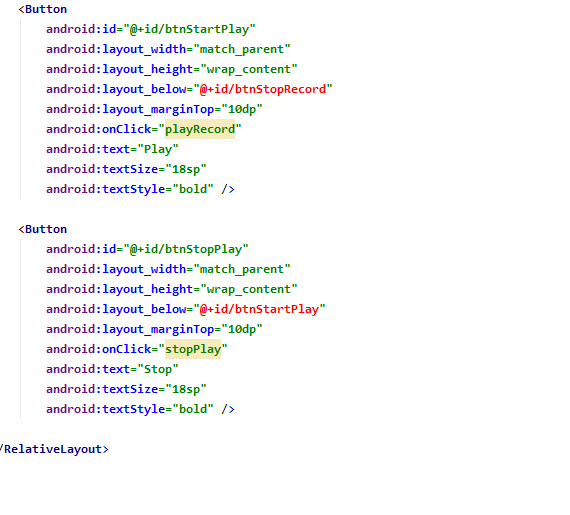 <Button
android:id="@+id/btnStartPlay"
android:layout_width="match_parent"
android:layout_height="wrap_content"
android:layout_below="@+id/btnStopRecord"
android:layout_marginTop="10dp"
android:onClick="playRecord"
android:text="Play"
android:textSize="18sp"
android:textStyle="bold" />
<Button
android:id="@+id/btnStopPlay"
android:layout_width="match_parent"
android:layout_height="wrap_content"
android:layout_below="@+id/btnStartPlay"
android:layout_marginTop="10dp"
android:onClick="stopPlay"
android:text="Stop"
android:textSize="18sp"
android:textStyle="bold" />
/RelativeLayout>